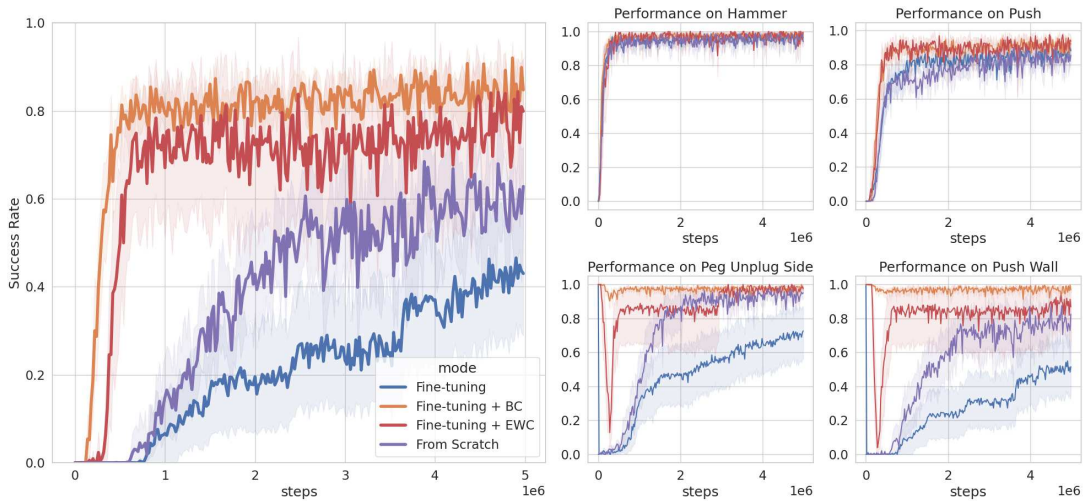 1.0
0.8
0.6
0.4
0.2
0.0
Success Rate
0
1
2
3
4
5
1e6
steps
mode
Fine-tuning
Fine-tuning + BC
Fine-tuning + EWC
From Scratch
Performance on Hammer
1.0
0.8
0.6
0.4
0.2
0.0
0
2
4
steps
1e6
Performance on Push
1.0
0.8
0.6
0.4
0.2
0.0
0
2
4
steps
1e6
Performance on Peg Unplug Side
1.0
0.8
0.6
0.4
0.2
0.0
0
2
4
steps
1e6
Performance on Push Wall
1.0
0.8
0.6
0.4
0.2
0.0
0
2
4
steps
1e6